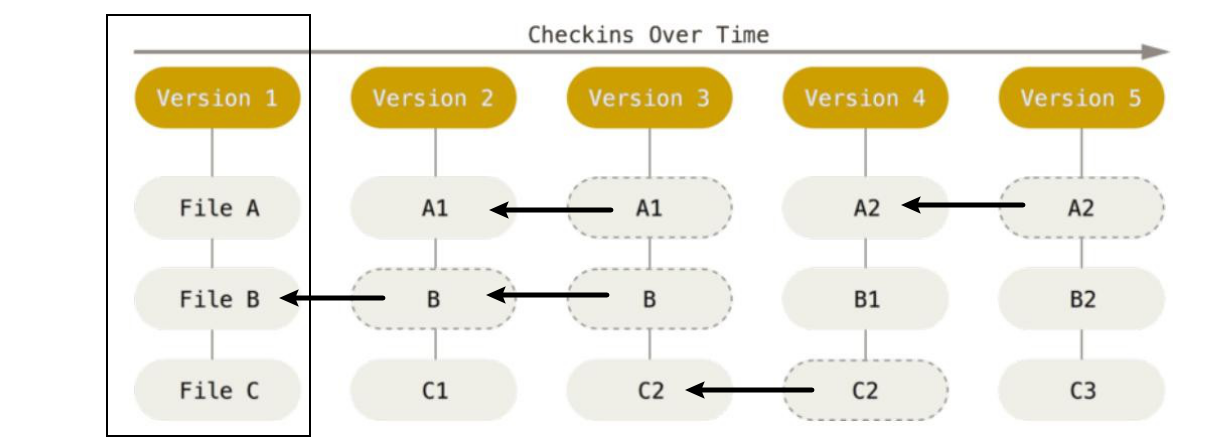 Checkins Over Time
Version 1 Version 2 Version 3 Version 4 Version 5
File A A1 A1 A2 A2
File B B B B1 B2
File C C1 C2 C2 C3